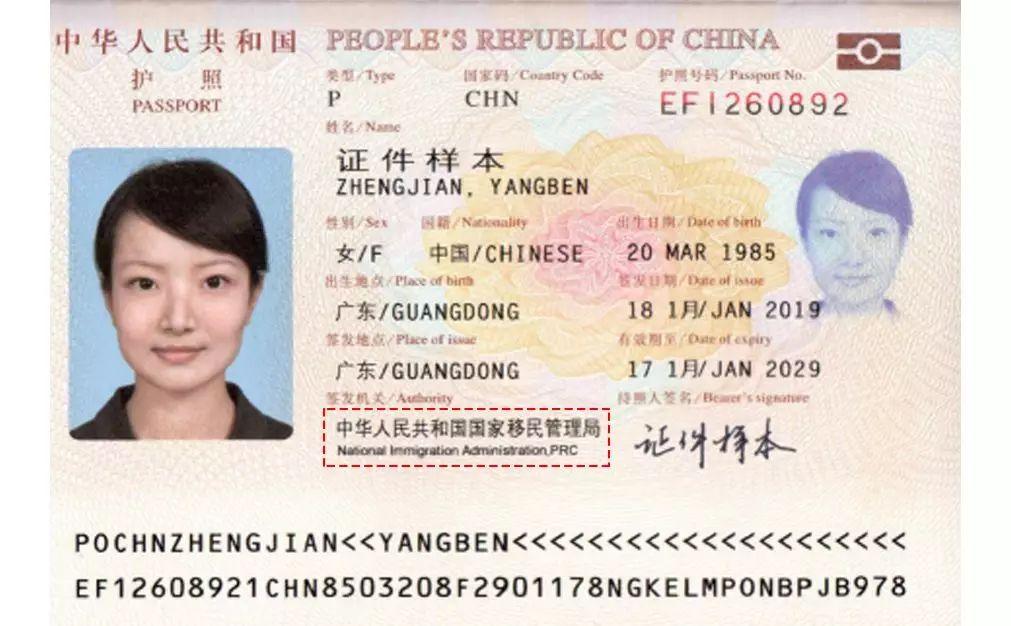 中华人民共和国 PEOPLE'S REPUBLIC OF CHINA
护照
PASSPORT
类型/Type 国家码/Country Code 护照号码/Passport No.
P CHN EF1260892
姓名/Name
证件样本
ZHENGJIAN, YANGBEN
性别/Sex 国籍/Nationality 出生日期/Date of birth
女/F 中国/CHINESE 20 MAR 1985
出生地点/Place of birth 签发日期/Date of issue
广东/GUANGDONG 18 1月/JAN 2019
签发地点/Place of issue 有效期至/Date of expiry
广东/GUANGDONG 17 1月/JAN 2029
签发机关/Authority 持照人签名/Bearer's signature
中华人民共和国国家移民管理局 证件样本
National Immigration Administration,PRC
POCHNZHENGJIAN<<YANGBEN<<<<<<<<<<<<<<<<<<<<<
EF12608921CHN8503208F2901178NGKELMPONBPJB978